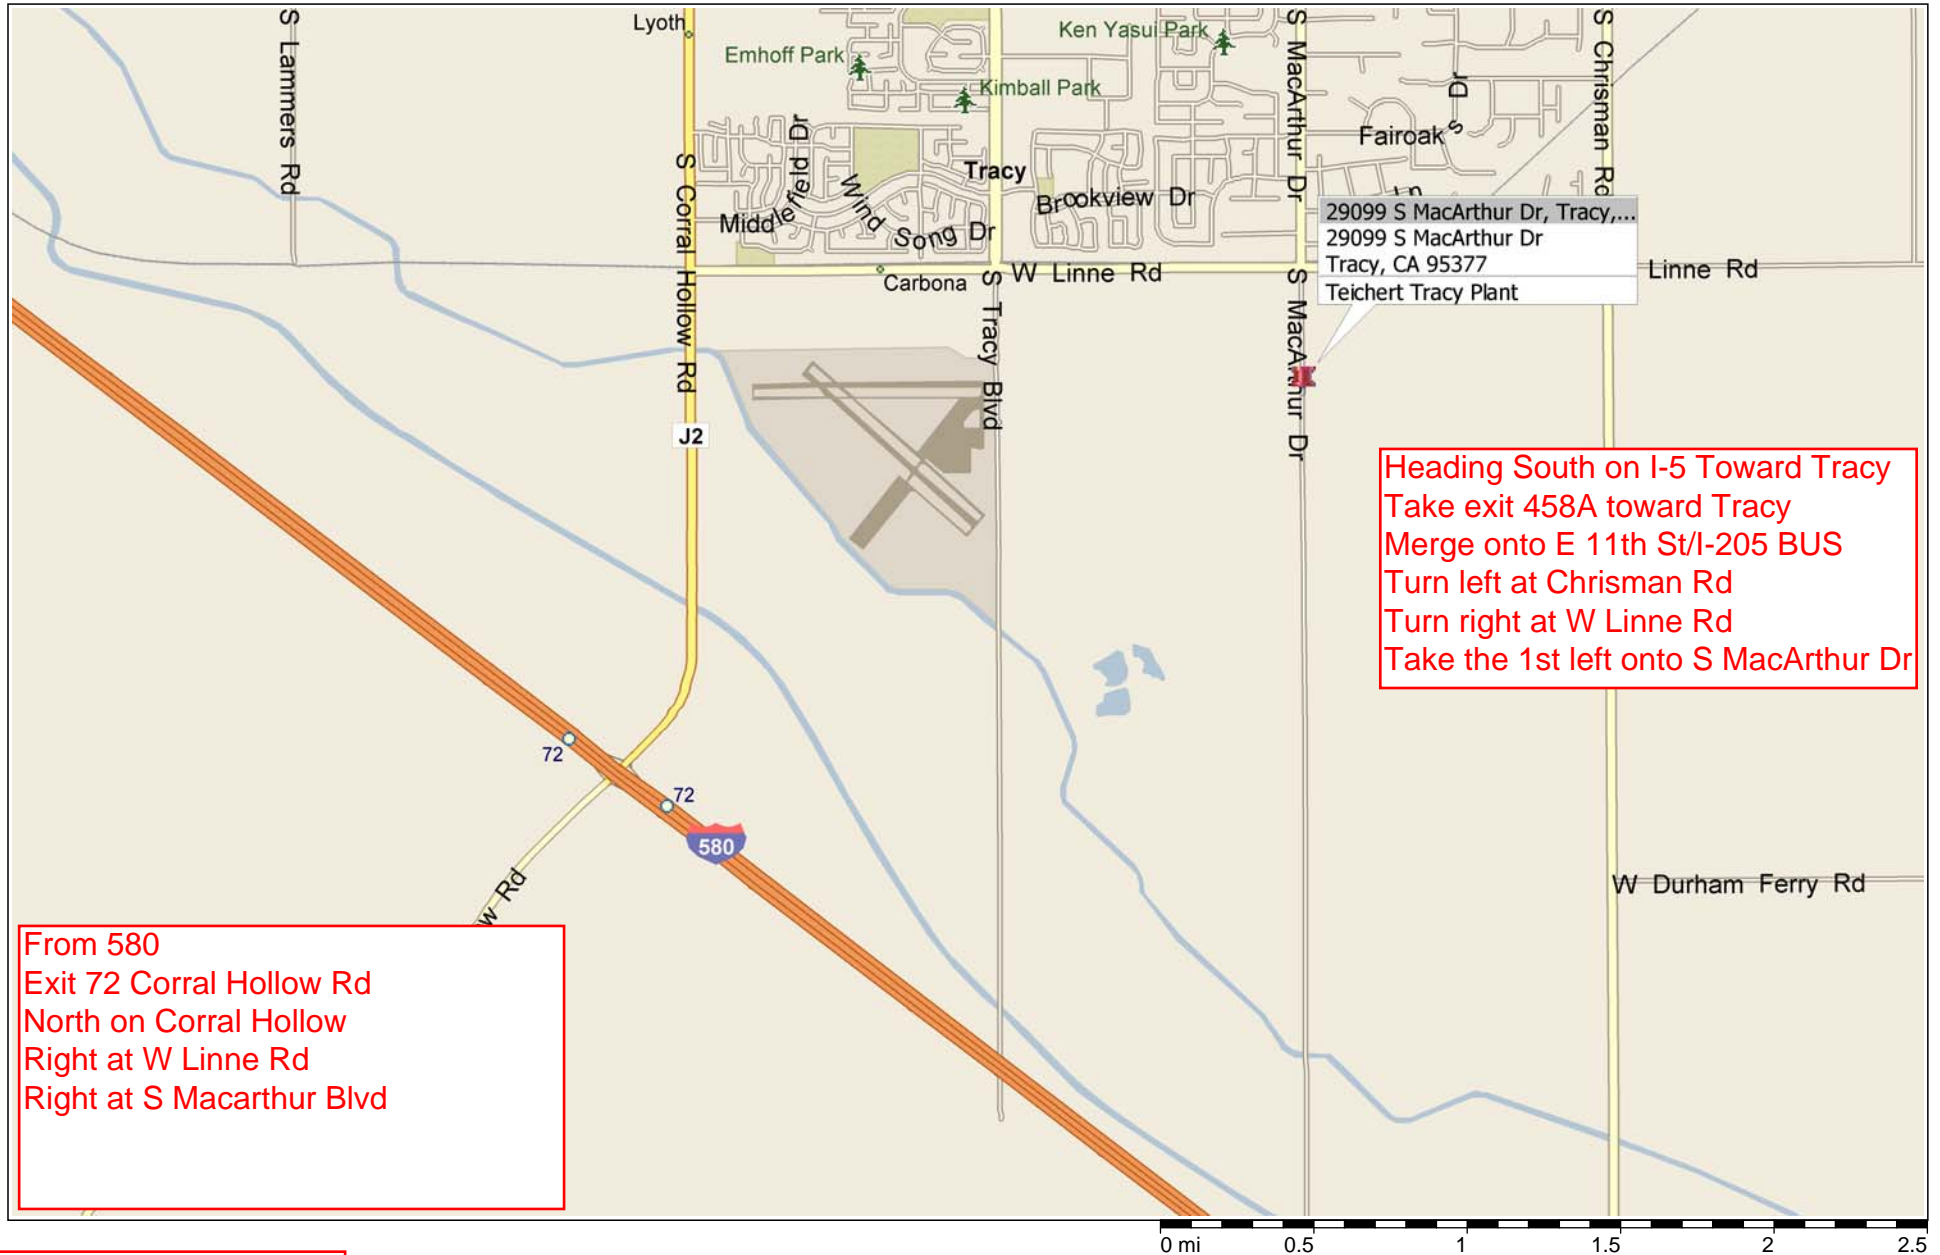 S Lammers Rd
Lyoth
Emhoff Park
Kimball Park
Ken Yasui Park
S MacArthur Dr
S Chrisman Rd
Fairoaks Dr
Ln
Middlefield Dr
Wind Song Dr
Tracy
Brookview Dr
S Corral Hollow Rd
Carbona
W Linne Rd
Linne Rd
29099 S MacArthur Dr, Tracy,...
29099 S MacArthur Dr
Tracy, CA 95377
Teichert Tracy Plant
S Tracy Blvd
S MacArthur Dr
J2
Heading South on I-5 Toward Tracy
Take exit 458A toward Tracy
Merge onto E 11th St/I-205 BUS
Turn left at Chrisman Rd
Turn right at W Linne Rd
Take the 1st left onto S MacArthur Dr
72
72
580
W Durham Ferry Rd
w Rd
From 580
Exit 72 Corral Hollow Rd
North on Corral Hollow
Right at W Linne Rd
Right at S Macarthur Blvd
0 mi 0.5 1 1.5 2 2.5